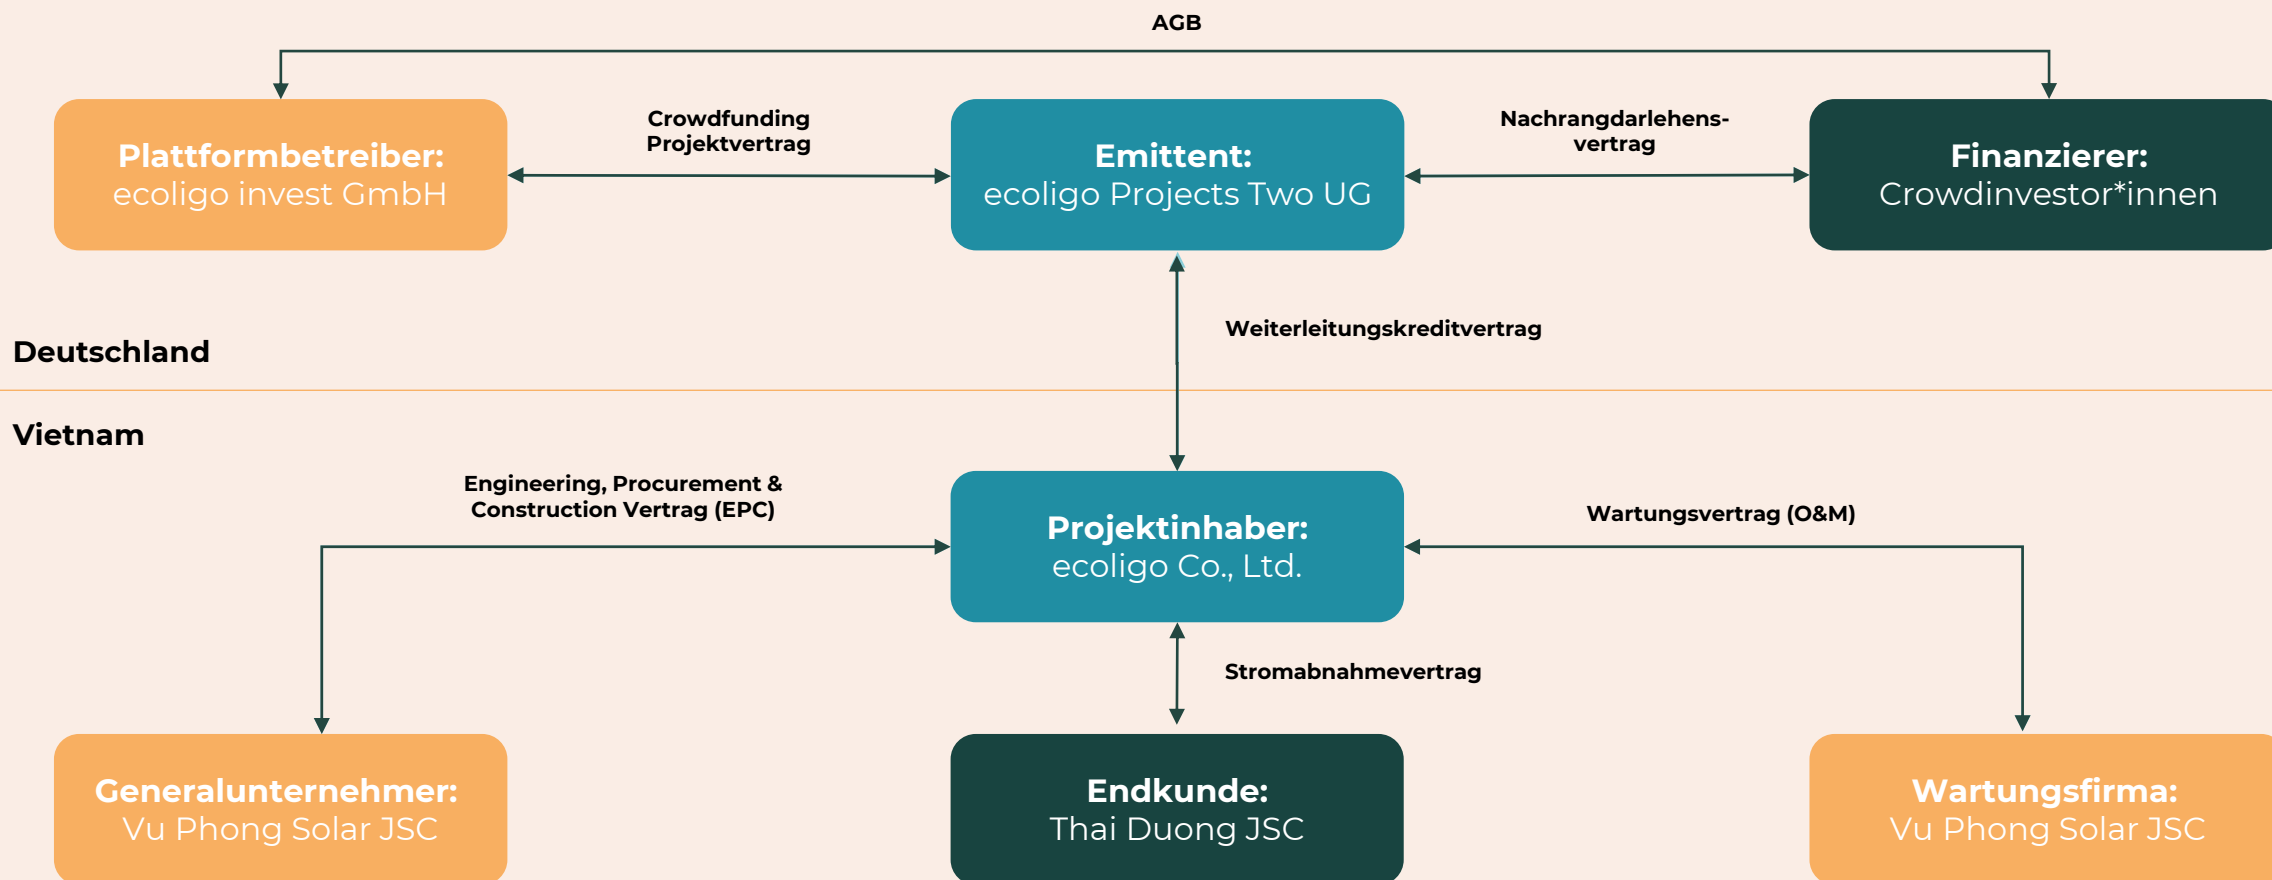 AGB
Plattformbetreiber:
ecoligo invest GmbH
Crowdfunding
Projektvertrag
Emittent:
ecoligo Projects Two UG
Nachrangdarlehens-
vertrag
Finanzierer:
Crowdinvestor*innen
Weiterleitungskreditvertrag
Deutschland
Vietnam
Engineering, Procurement &
Construction Vertrag (EPC)
Projektinhaber:
ecoligo Co., Ltd.
Wartungsvertrag (O&M)
Stromabnahmevertrag
Generalunternehmer:
Vu Phong Solar JSC
Endkunde:
Thai Duong JSC
Wartungsfirma:
Vu Phong Solar JSC